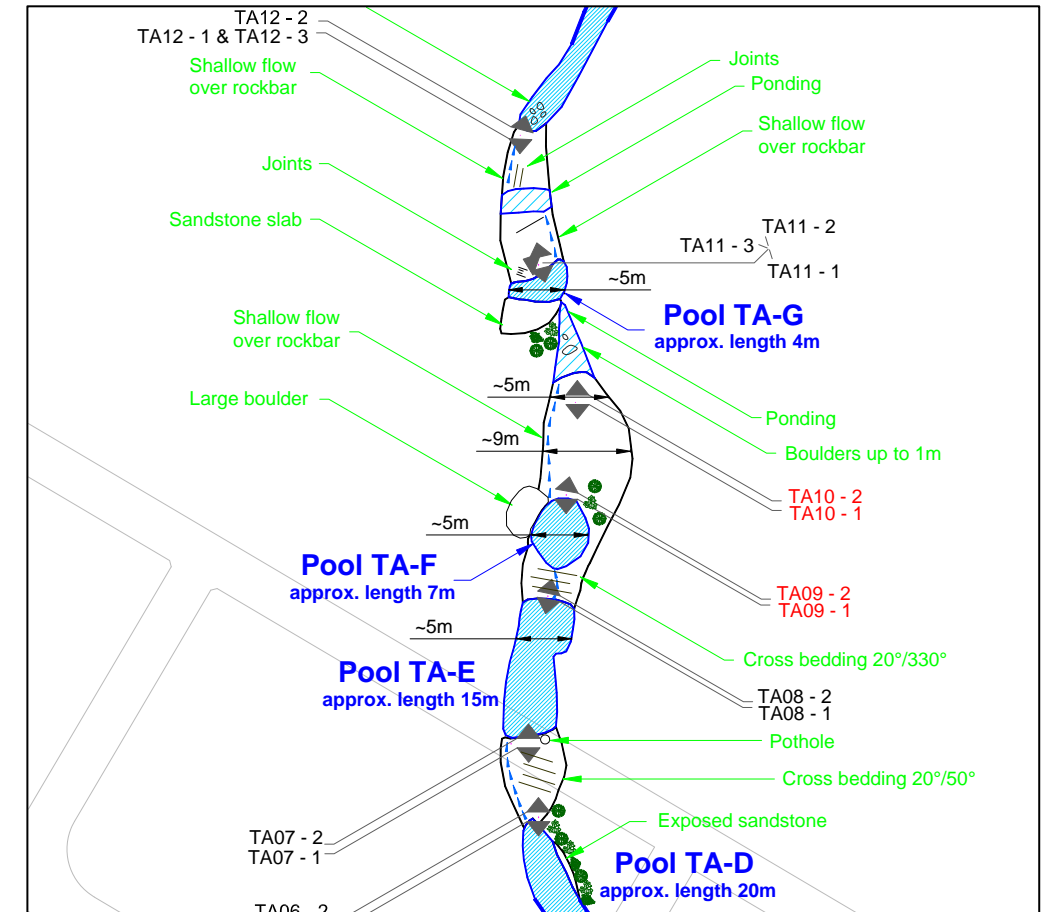 TA12 - 2
TA12 - 1 & TA12 - 3
Shallow flow
over rockbar
Joints
Ponding
Shallow flow
over rockbar
Joints
Sandstone slab
TA11 - 2
TA11 - 3
TA11 - 1
~5m
Pool TA-G
approx. length 4m
Shallow flow
over rockbar
Large boulder
~5m
Ponding
~9m
Boulders up to 1m
TA10 - 2
TA10 - 1
~5m
Pool TA-F
approx. length 7m
TA09 - 2
TA09 - 1
~5m
Cross bedding 20°/330°
Pool TA-E
approx. length 15m
TA08 - 2
TA08 - 1
Pothole
Cross bedding 20°/50°
TA07 - 2
TA07 - 1
Exposed sandstone
Pool TA-D
approx. length 20m
TA06 - 2